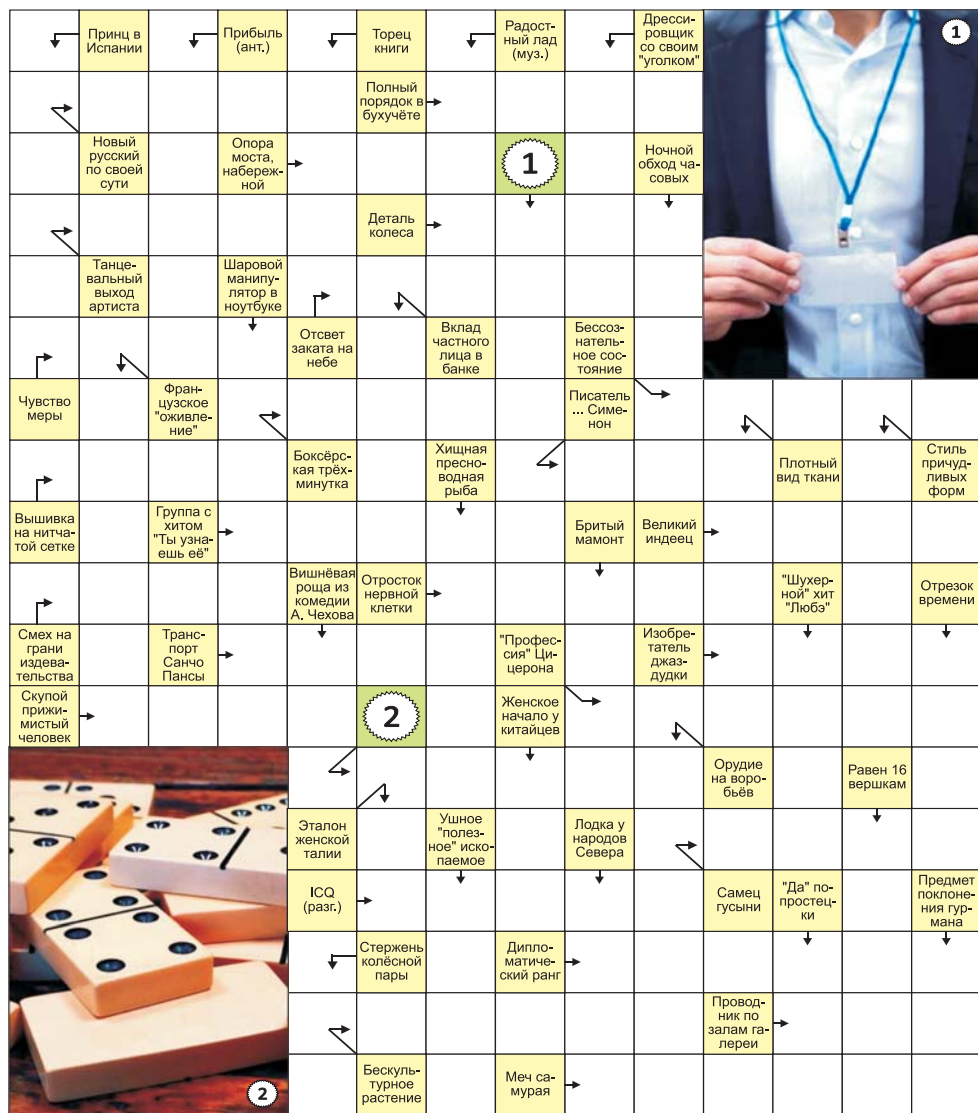 Принц в
Испании
Прибыль
(ант.)
Торец
книги
Радост-
ный лад
(муз.)
Дресси-
ровщик
со своим
"уголком"
1
Полный
порядок в
бухучёте
Новый
русский
по своей
сути
Опора
моста,
набереж-
ной
1
Ночной
обход ча-
совых
Деталь
колеса
Танце-
вальный
выход
артиста
Шаровой
манипу-
лятор в
ноутбуке
Отсвет
заката на
небе
Вклад
частного
лица в
банке
Бессоз-
нательное
ное сос-
тояние
Чувство
меры
Фран-
цузское
"оживле-
ние"
Писатель
... Симе-
нон
Боксёр-
ская трёх-
минутка
Хищная
пресно-
водная
рыба
Плотный
вид ткани
Стиль
причуд-
ливых
форм
Вышивка
на нитча-
той сетке
Группа с
хитом
"Ты узна-
ешь её"
Бритый
мамонт
Великий
индеец
Вишнёвая
роща из
комедии
А. Чехова
Отросток
нервной
клетки
"Шухер-
ной" хит
"Любэ"
Отрезок
времени
Смех на
грани
издева-
тельства
Транс-
порт
Санчо
Пансы
"Профес-
сия" Ци-
церона
Изобре-
татель
джаз-
дудки
Скупой
прижи-
мистый
человек
2
Женское
начало у
китайцев
Орудие
на воро-
бьёв
Равен 16
вершкам
Эталон
женской
талии
Ушное
"полез-
ное" иско-
паемое
Лодка у
народов
Севера
ICQ
(разг.)
Самец
гусыни
"Да" по-
простец-
ки
Предмет
поклоне-
ния гур-
мана
Стержень
колёсной
пары
Дипло-
матичес-
кий ранг
Провод-
ник по
залам га-
лереи
2
Бескуль-
турное
растение
Меч са-
мурая